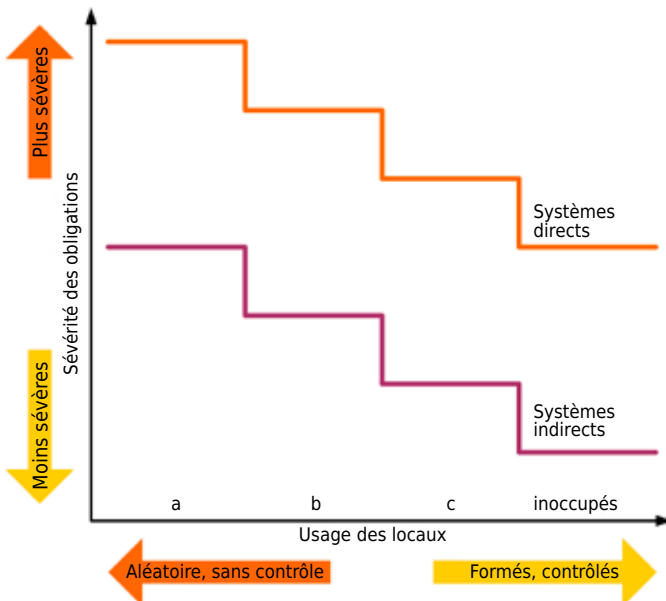 Plus sévères
Sévérité des obligations
Moins sévères
Systèmes
directs
Systèmes
indirects
a
b
c
inoccupés
Usage des locaux
Aléatoire, sans contrôle
Formés, contrôlés